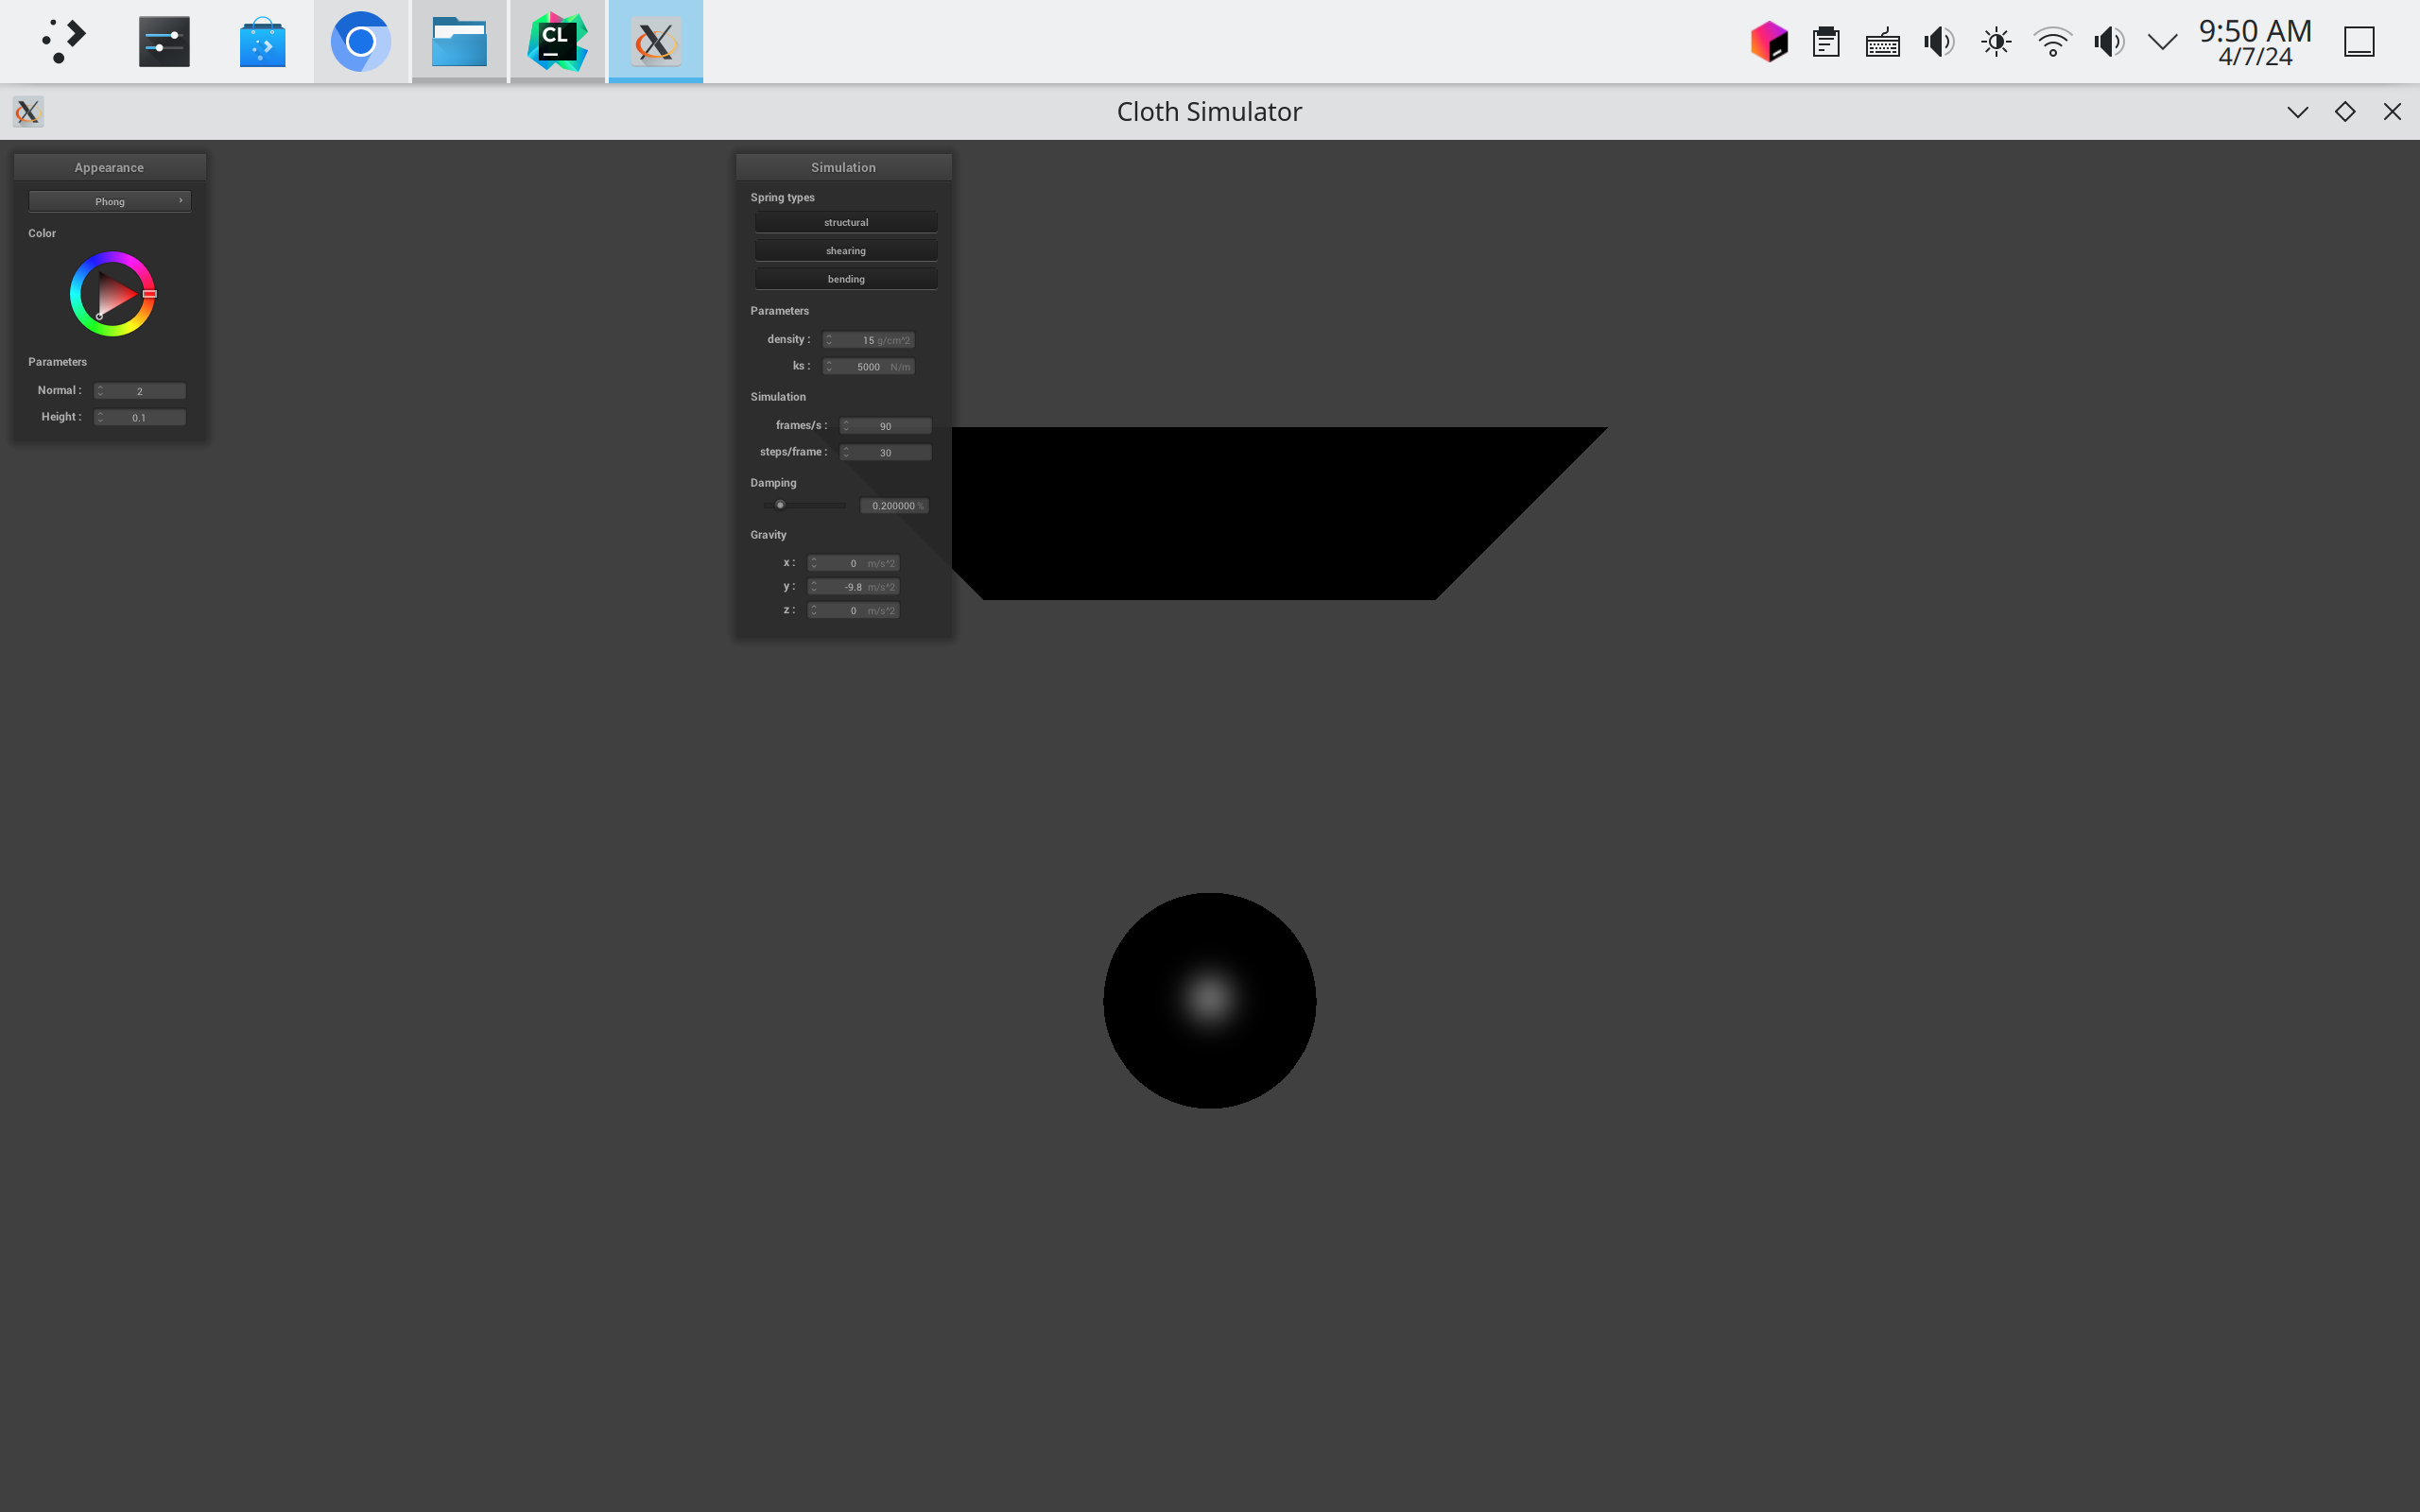 CL
9:50 AM
4/7/24
Cloth Simulator
Appearance
Phong
Color
Parameters
Normal : 2
Height : 0.1
Simulation
Spring types
structural
shearing
bending
Parameters
density : 15 g/cm^2
ks : 5000 N/m
Simulation
frames/s : 90
steps/frame : 30
Damping
0.200000 %
Gravity
x : 0 m/s^2
y : -9.8 m/s^2
z : 0 m/s^2